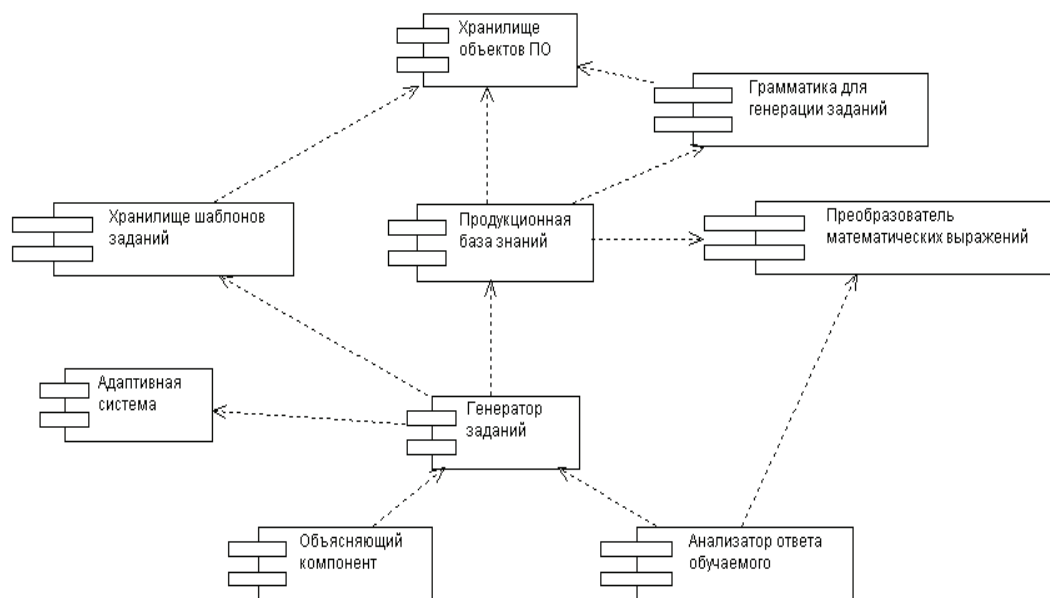 Хранилище
объектов ПО
Грамматика для
генерации заданий
Хранилище шаблонов
заданий
Продукционная
база знаний
Преобразователь
математических выражений
Адаптивная
система
Генератор
заданий
Объясняющий
компонент
Анализатор ответа
обучаемого